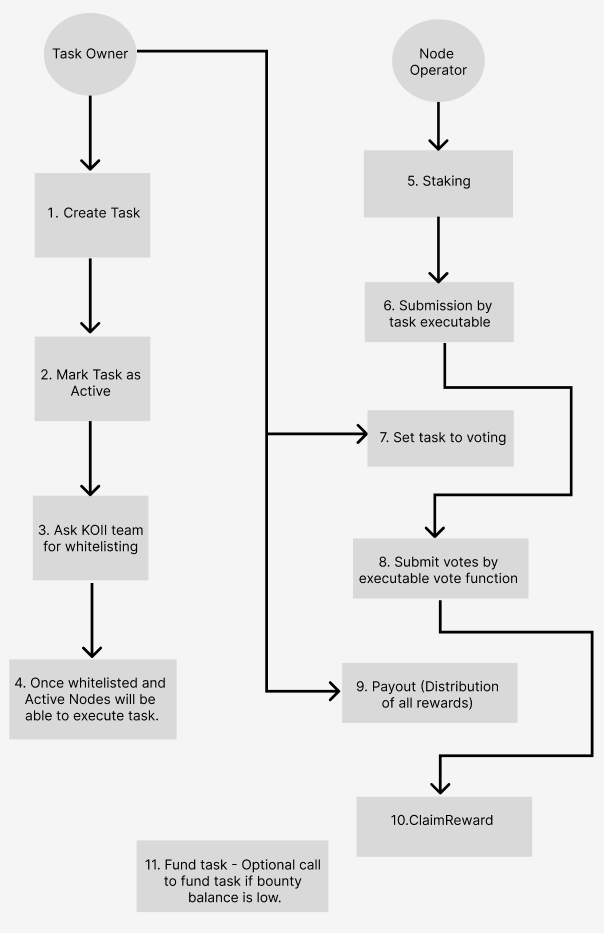 Task Owner
Node
Operator
1. Create Task
5. Staking
6. Submission by
task executable
2. Mark Task as
Active
7. Set task to voting
3. Ask KOII team
for whitelisting
8. Submit votes by
executable vote function
4. Once whitelisted and
Active Nodes will be
able to execute task.
9. Payout (Distribution
of all rewards)
10.ClaimReward
11. Fund task - Optional call
to fund task if bounty
balance is low.